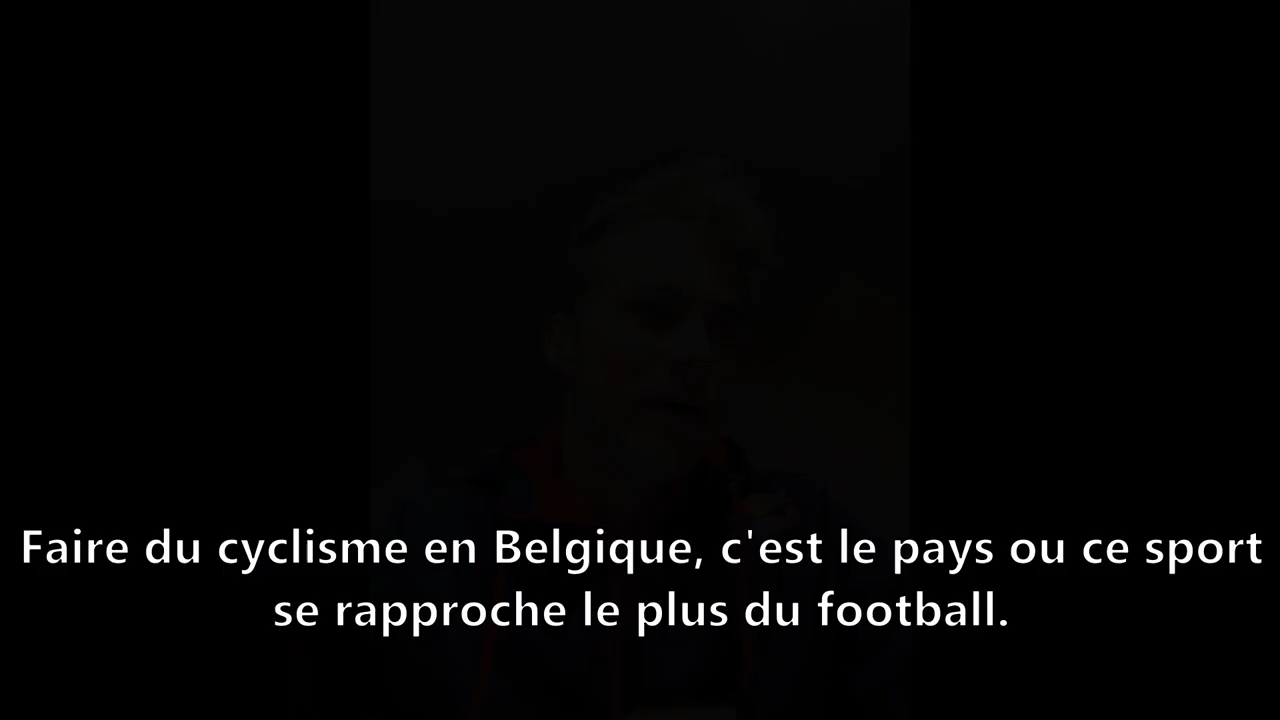 Faire du cyclisme en Belgique, c'est le pays ou ce sport
se rapproche le plus du football.